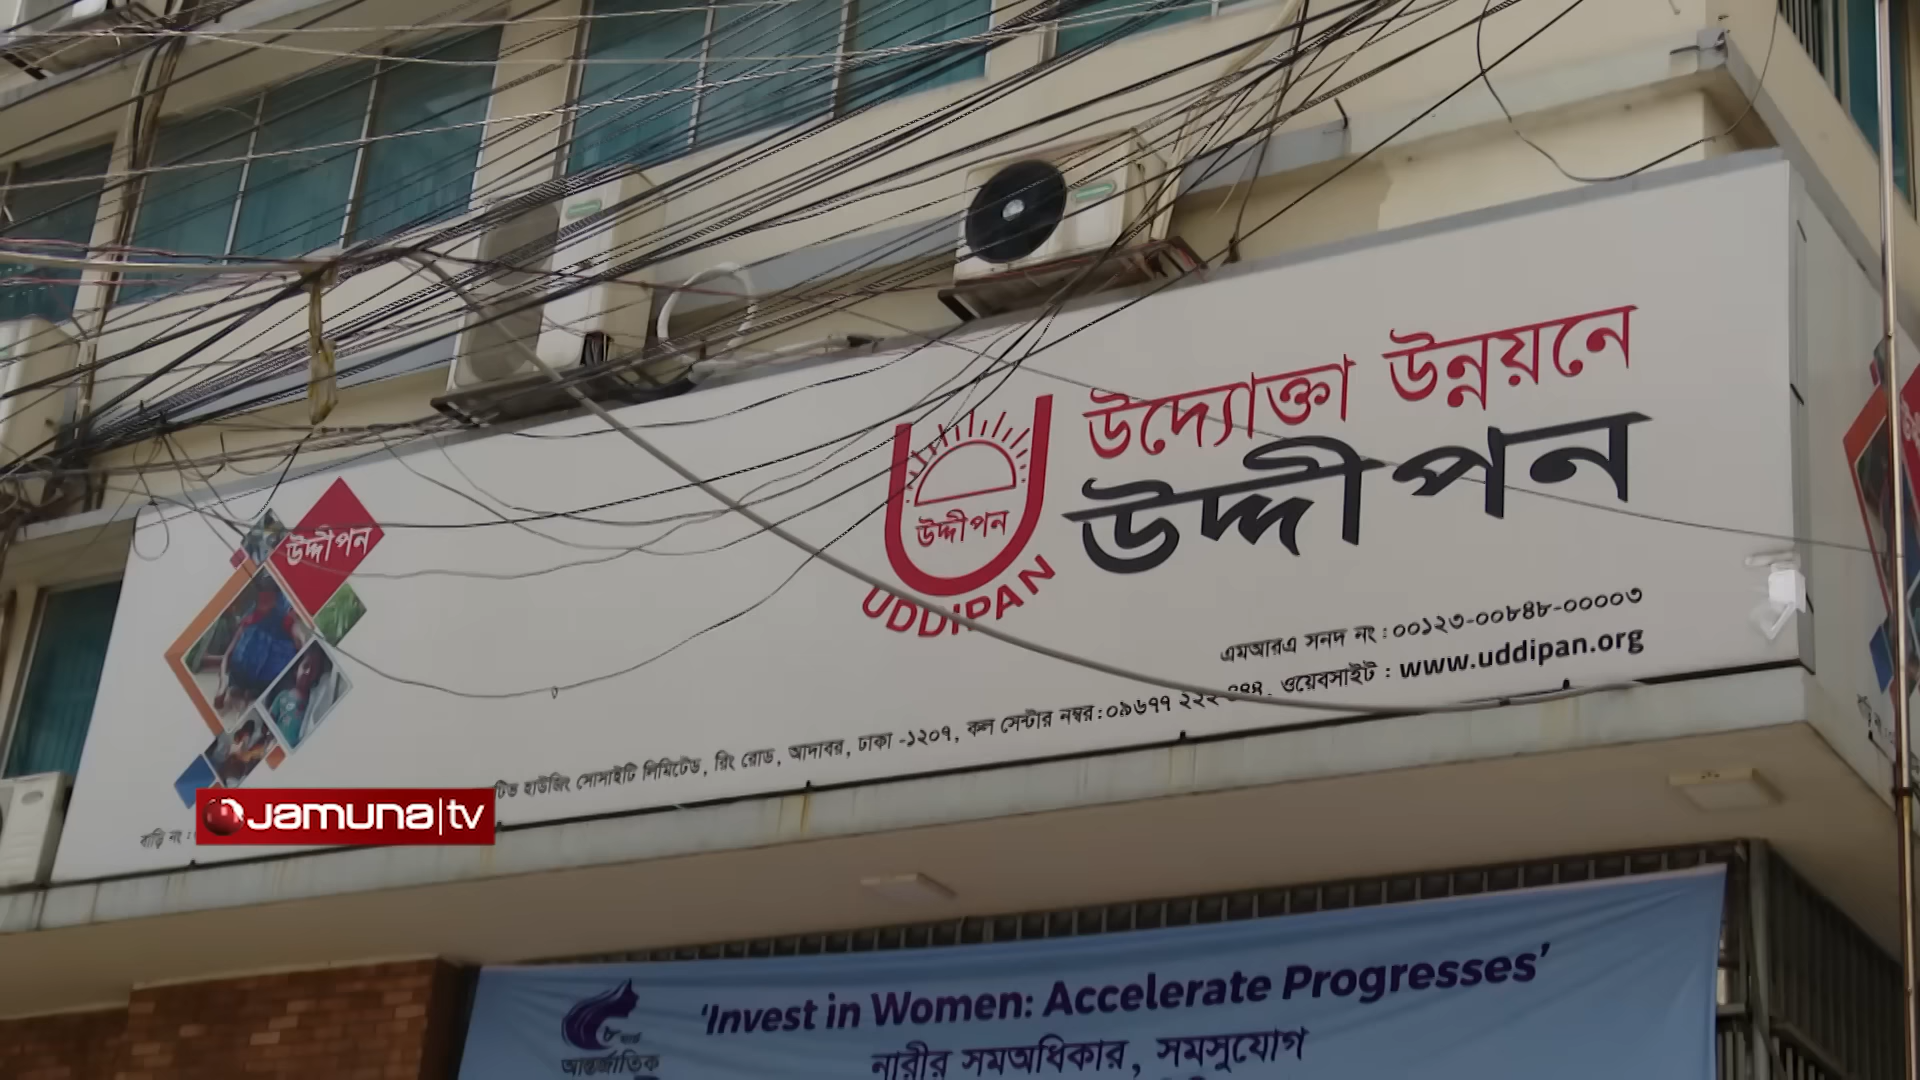 উদ্যোক্তা উন্নয়নে
উদ্দীপন
উদ্দীপন
উদ্দীপন
UDDIPAN
এমআরএ সনদ নং : ০০১২৩-০০৮৪৮-০০০০৩
বাড়ি নং :
হাউজিং সোসাইটি লিমিটেড, রিং রোড, আদাবর, ঢাকা -১২০৭, কল সেন্টার নম্বর : ০৯৬৭৭ ২২২ ওয়েবসাইট : www.uddipan.org
JAMUNA|tv
'Invest in Women: Accelerate Progresses'
৮ মার্চ
আন্তর্জাতিক
নারীর সমঅধিকার, সমসুযোগ